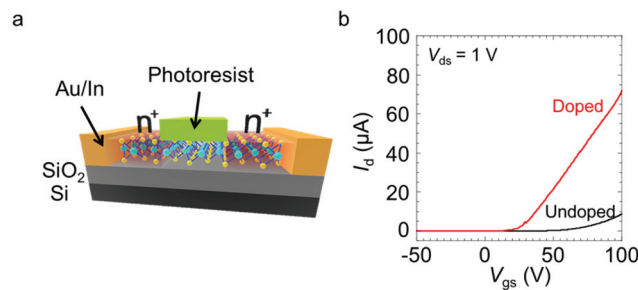 a
Photoresist
Au/In
n+
n+
SiO2
Si
b
100
80
60
40
20
0
Id (μA)
Vds = 1 V
Doped
Undoped
-50
0
50
100
Vgs (V)